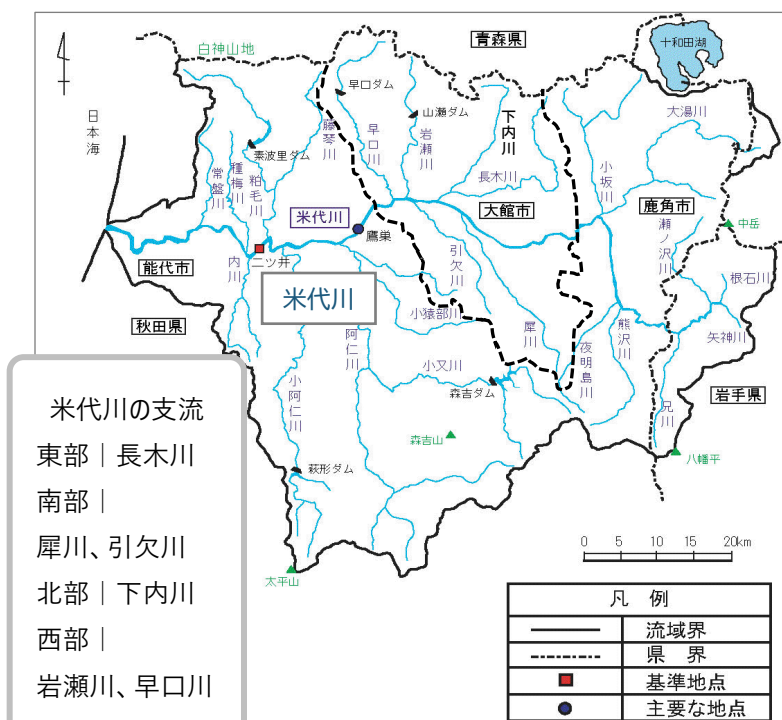 白神山地
青森県
十和田湖
日本海
早口ダム
山瀬ダム
下内川
大湯川
藤琴川
早口川
岩瀬川
素波里ダム
長木川
小坂川
常盤川
種梅川
粕毛川
米代川
大館市
鹿角市
中岳
鷹巣
瀬ノ沢川
能代市
内川
二ツ井
引欠川
根石川
米代川
秋田県
阿仁川
小猿部川
犀川
熊沢川
矢神川
小又川
夜明島川
小阿仁川
森吉ダム
兄川
岩手県
森吉山
八幡平
萩形ダム
太平山
米代川の支流
東部｜長木川
南部｜
犀川、引欠川
北部｜下内川
西部｜
岩瀬川、早口川
0 5 10 15 20km
凡 例
流域界
県 界
基準地点
主要な地点